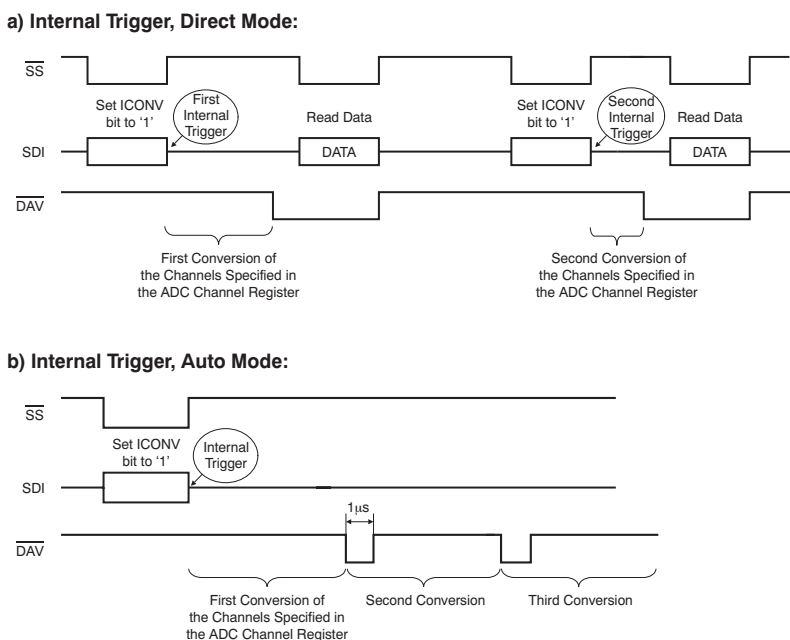 a) Internal Trigger, Direct Mode:
SS
Set ICONV
bit to ‘1’
First
Internal
Trigger
Read Data
Set ICONV
bit to ‘1’
Second
Internal
Trigger
Read Data
SDI
DATA
DATA
DAV
First Conversion of
the Channels Specified in
the ADC Channel Register
Second Conversion of
the Channels Specified in
the ADC Channel Register
b) Internal Trigger, Auto Mode:
SS
Set ICONV
bit to ‘1’
Internal
Trigger
SDI
1μs
DAV
First Conversion of
the Channels Specified in
the ADC Channel Register
Second Conversion
Third Conversion